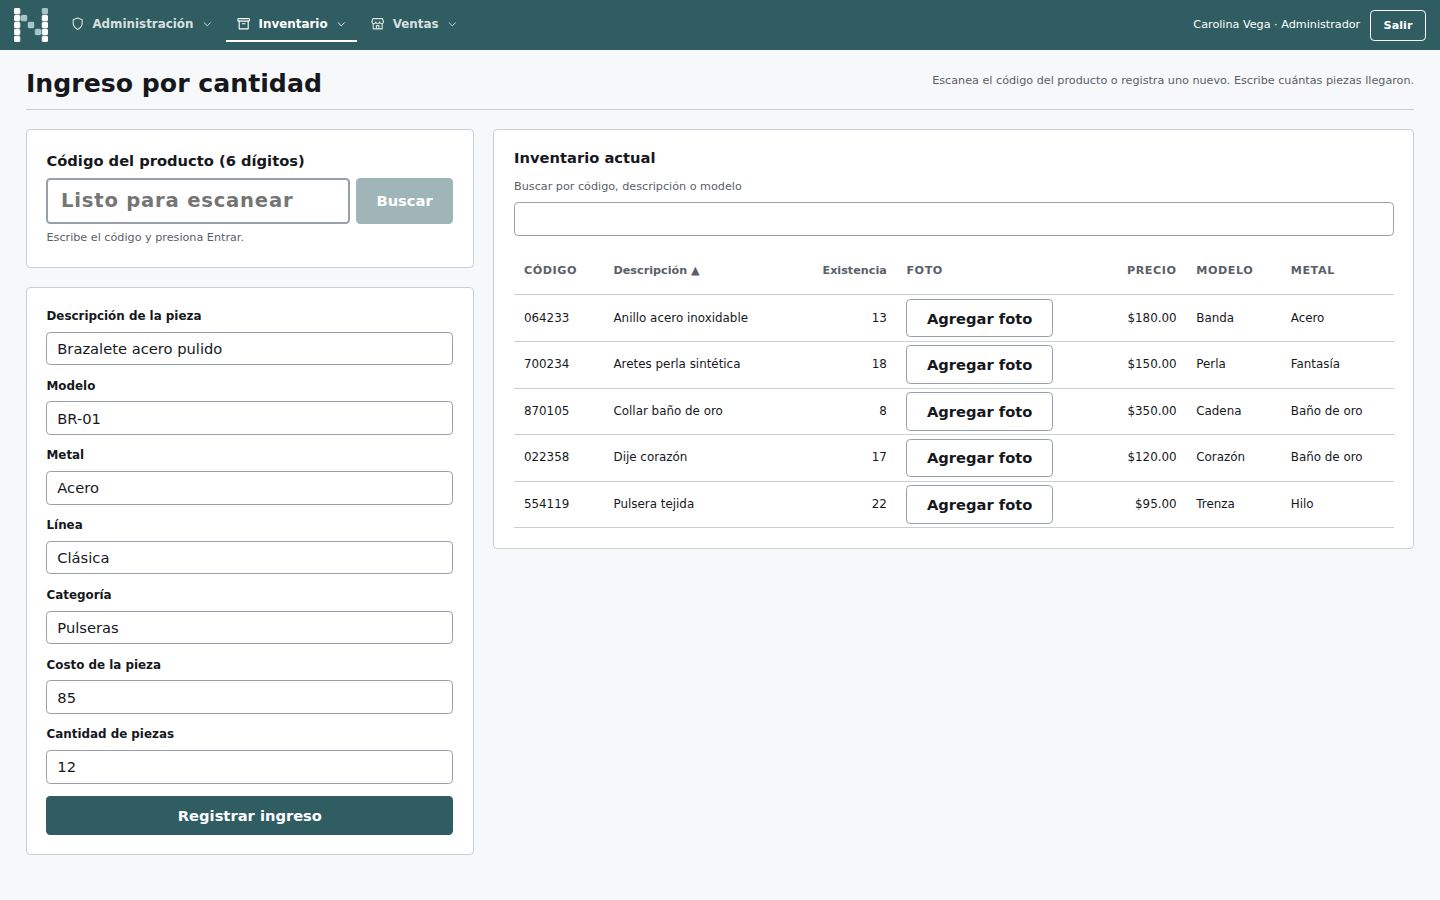 Administración
Inventario
Ventas
Carolina Vega · Administrador
Salir
Ingreso por cantidad
Escanea el código del producto o registra uno nuevo. Escribe cuántas piezas llegaron.
Código del producto (6 dígitos)
Listo para escanear
Buscar
Escribe el código y presiona Entrar.
Descripción de la pieza
Brazalete acero pulido
Modelo
BR-01
Metal
Acero
Línea
Clásica
Categoría
Pulseras
Costo de la pieza
85
Cantidad de piezas
12
Registrar ingreso
Inventario actual
Buscar por código, descripción o modelo
CÓDIGO Descripción ▲ Existencia FOTO PRECIO MODELO METAL
064233 Anillo acero inoxidable 13 Agregar foto $180.00 Banda Acero
700234 Aretes perla sintética 18 Agregar foto $150.00 Perla Fantasía
870105 Collar baño de oro 8 Agregar foto $350.00 Cadena Baño de oro
022358 Dije corazón 17 Agregar foto $120.00 Corazón Baño de oro
554119 Pulsera tejida 22 Agregar foto $95.00 Trenza Hilo